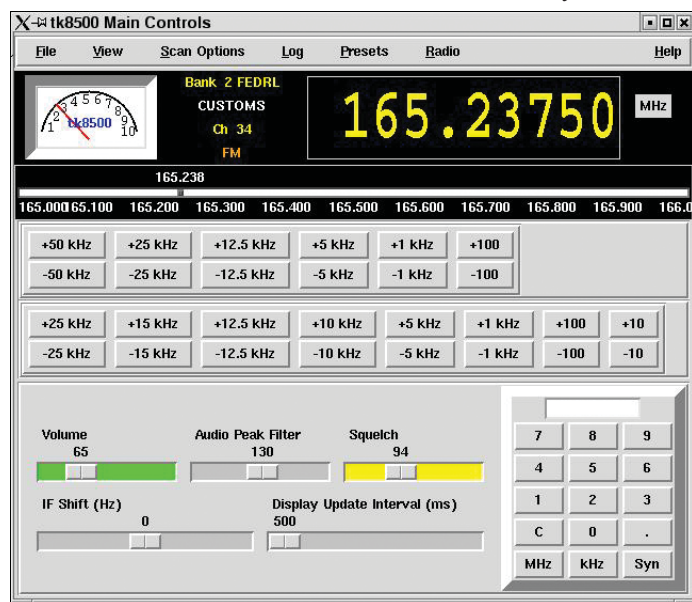 tk8500 Main Controls
File View Scan Options Log Presets Radio Help
1 2 3 4 5 6 7 8 9 10
tk8500
Bank 2 FEDRL
CUSTOMS
Ch 34
FM
165.23750
MHz
165.238
165.000 165.100 165.200 165.300 165.400 165.500 165.600 165.700 165.800 165.900 166.0
+50 kHz +25 kHz +12.5 kHz +5 kHz +1 kHz +100
-50 kHz -25 kHz -12.5 kHz -5 kHz -1 kHz -100
+25 kHz +15 kHz +12.5 kHz +10 kHz +5 kHz +1 kHz +100 +10
-25 kHz -15 kHz -12.5 kHz -10 kHz -5 kHz -1 kHz -100 -10
Volume Audio Peak Filter Squelch
65 130 94
IF Shift (Hz) Display Update Interval (ms)
0 500
7 8 9
4 5 6
1 2 3
C 0 .
MHz kHz Syn